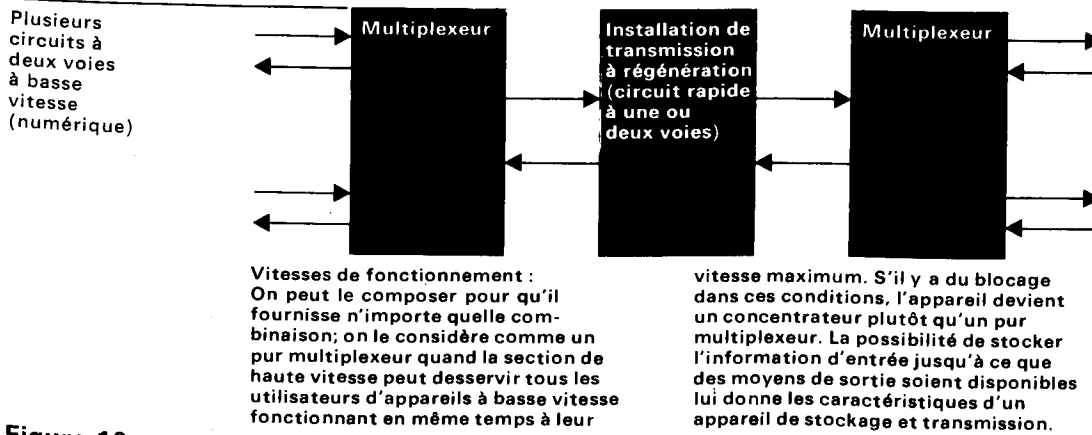 Plusieurs
circuits à
deux voies
à basse
vitesse
(numérique)
Multiplexeur
Installation de
transmission
à régénération
(circuit rapide
à une ou
deux voies)
Multiplexeur
Vitesses de fonctionnement :
On peut le composer pour qu'il
fournisse n'importe quelle com-
binaison; on le considère comme un
pur multiplexeur quand la section de
haute vitesse peut desservir tous les
utilisateurs d'appareils à basse vitesse
fonctionnant en même temps à leur
vitesse maximum. S'il y a du blocage
dans ces conditions, l'appareil devient
un concentrateur plutôt qu'un pur
multiplexeur. La possibilité de stocker
l'information d'entrée jusqu'à ce que
des moyens de sortie soient disponibles
lui donne les caractéristiques d'un
appareil de stockage et transmission.